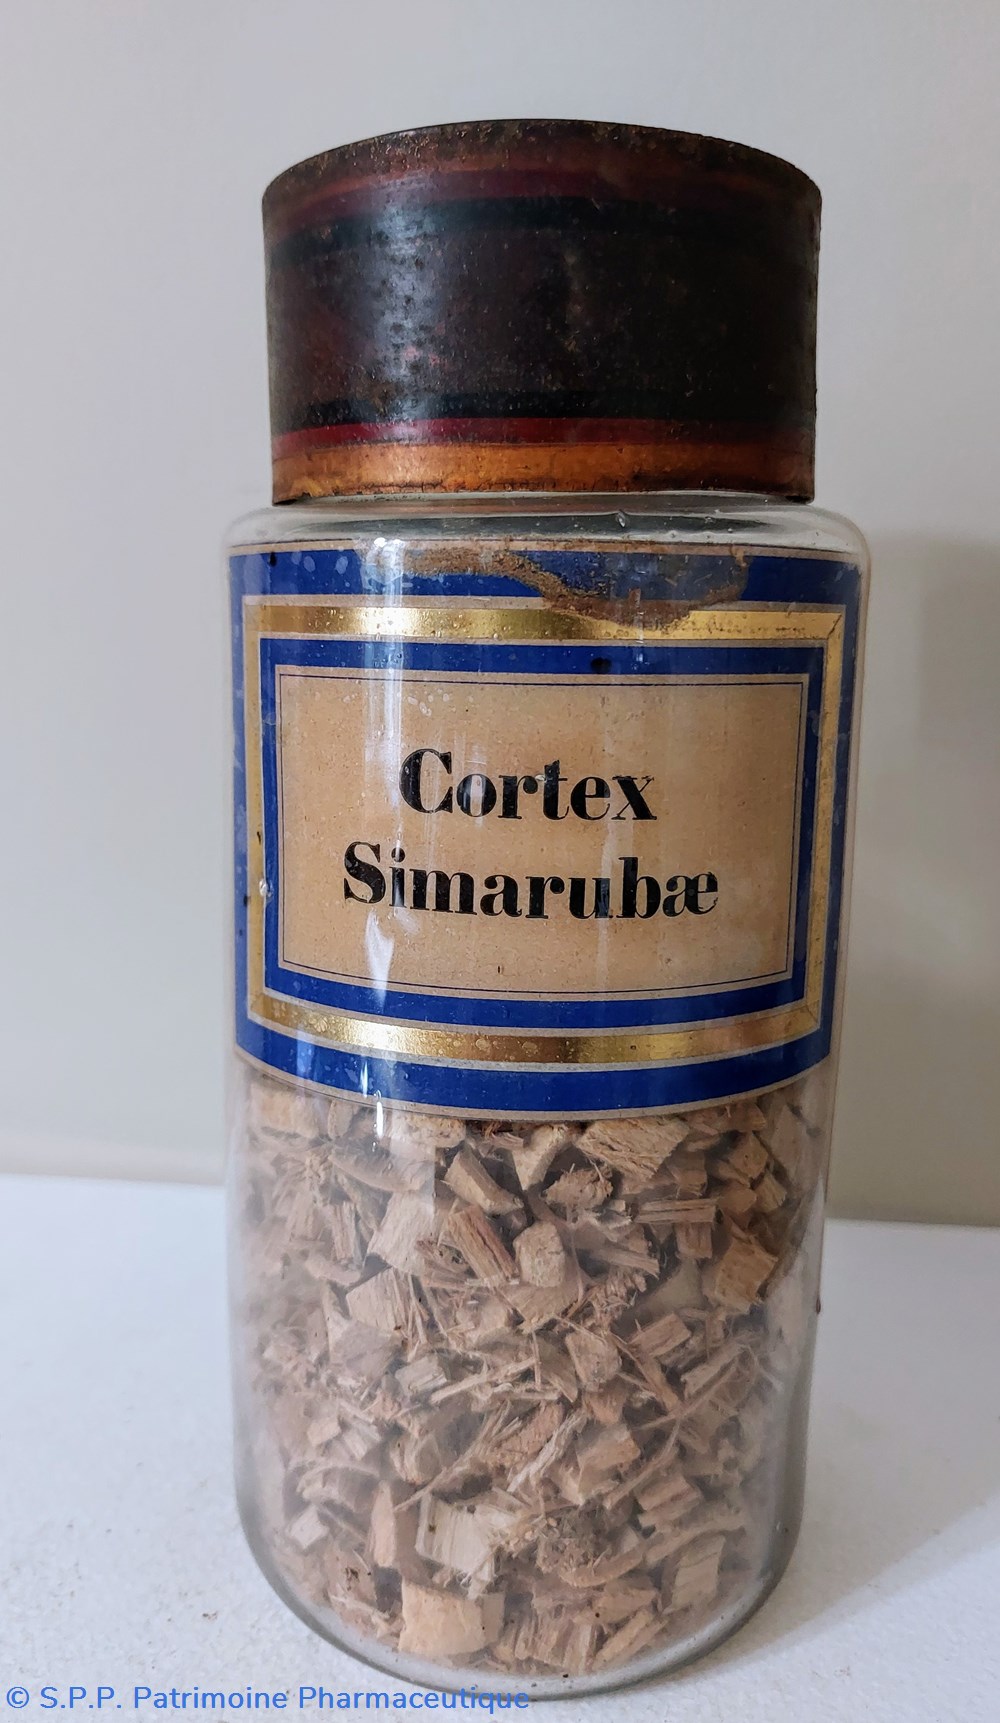 Cortex
Simarubæ
© S.P.P. Patrimoine Pharmaceutique